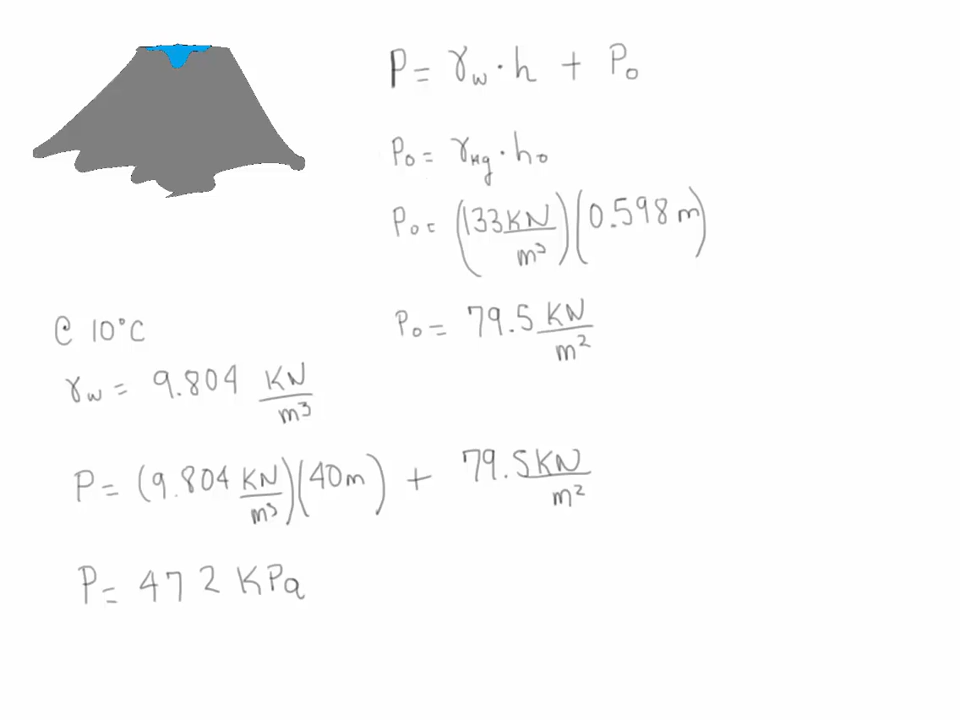 P = γw · h + Po
Po = γHg · ho
Po = (133 KN/m³)(0.598 m)
Po = 79.5 KN/m²
@ 10°C
γw = 9.804 KN/m³
P = (9.804 KN/m³)(40m) + 79.5 KN/m²
P = 472 KPa